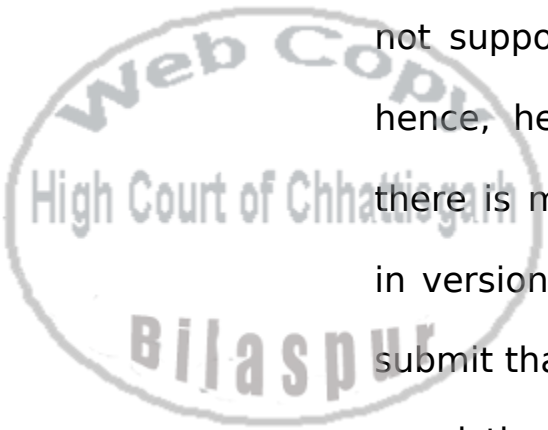 Web Copy
High Court of Chhattisgarh
Bilaspur
not suppo
hence, he
there is m
in version
submit tha